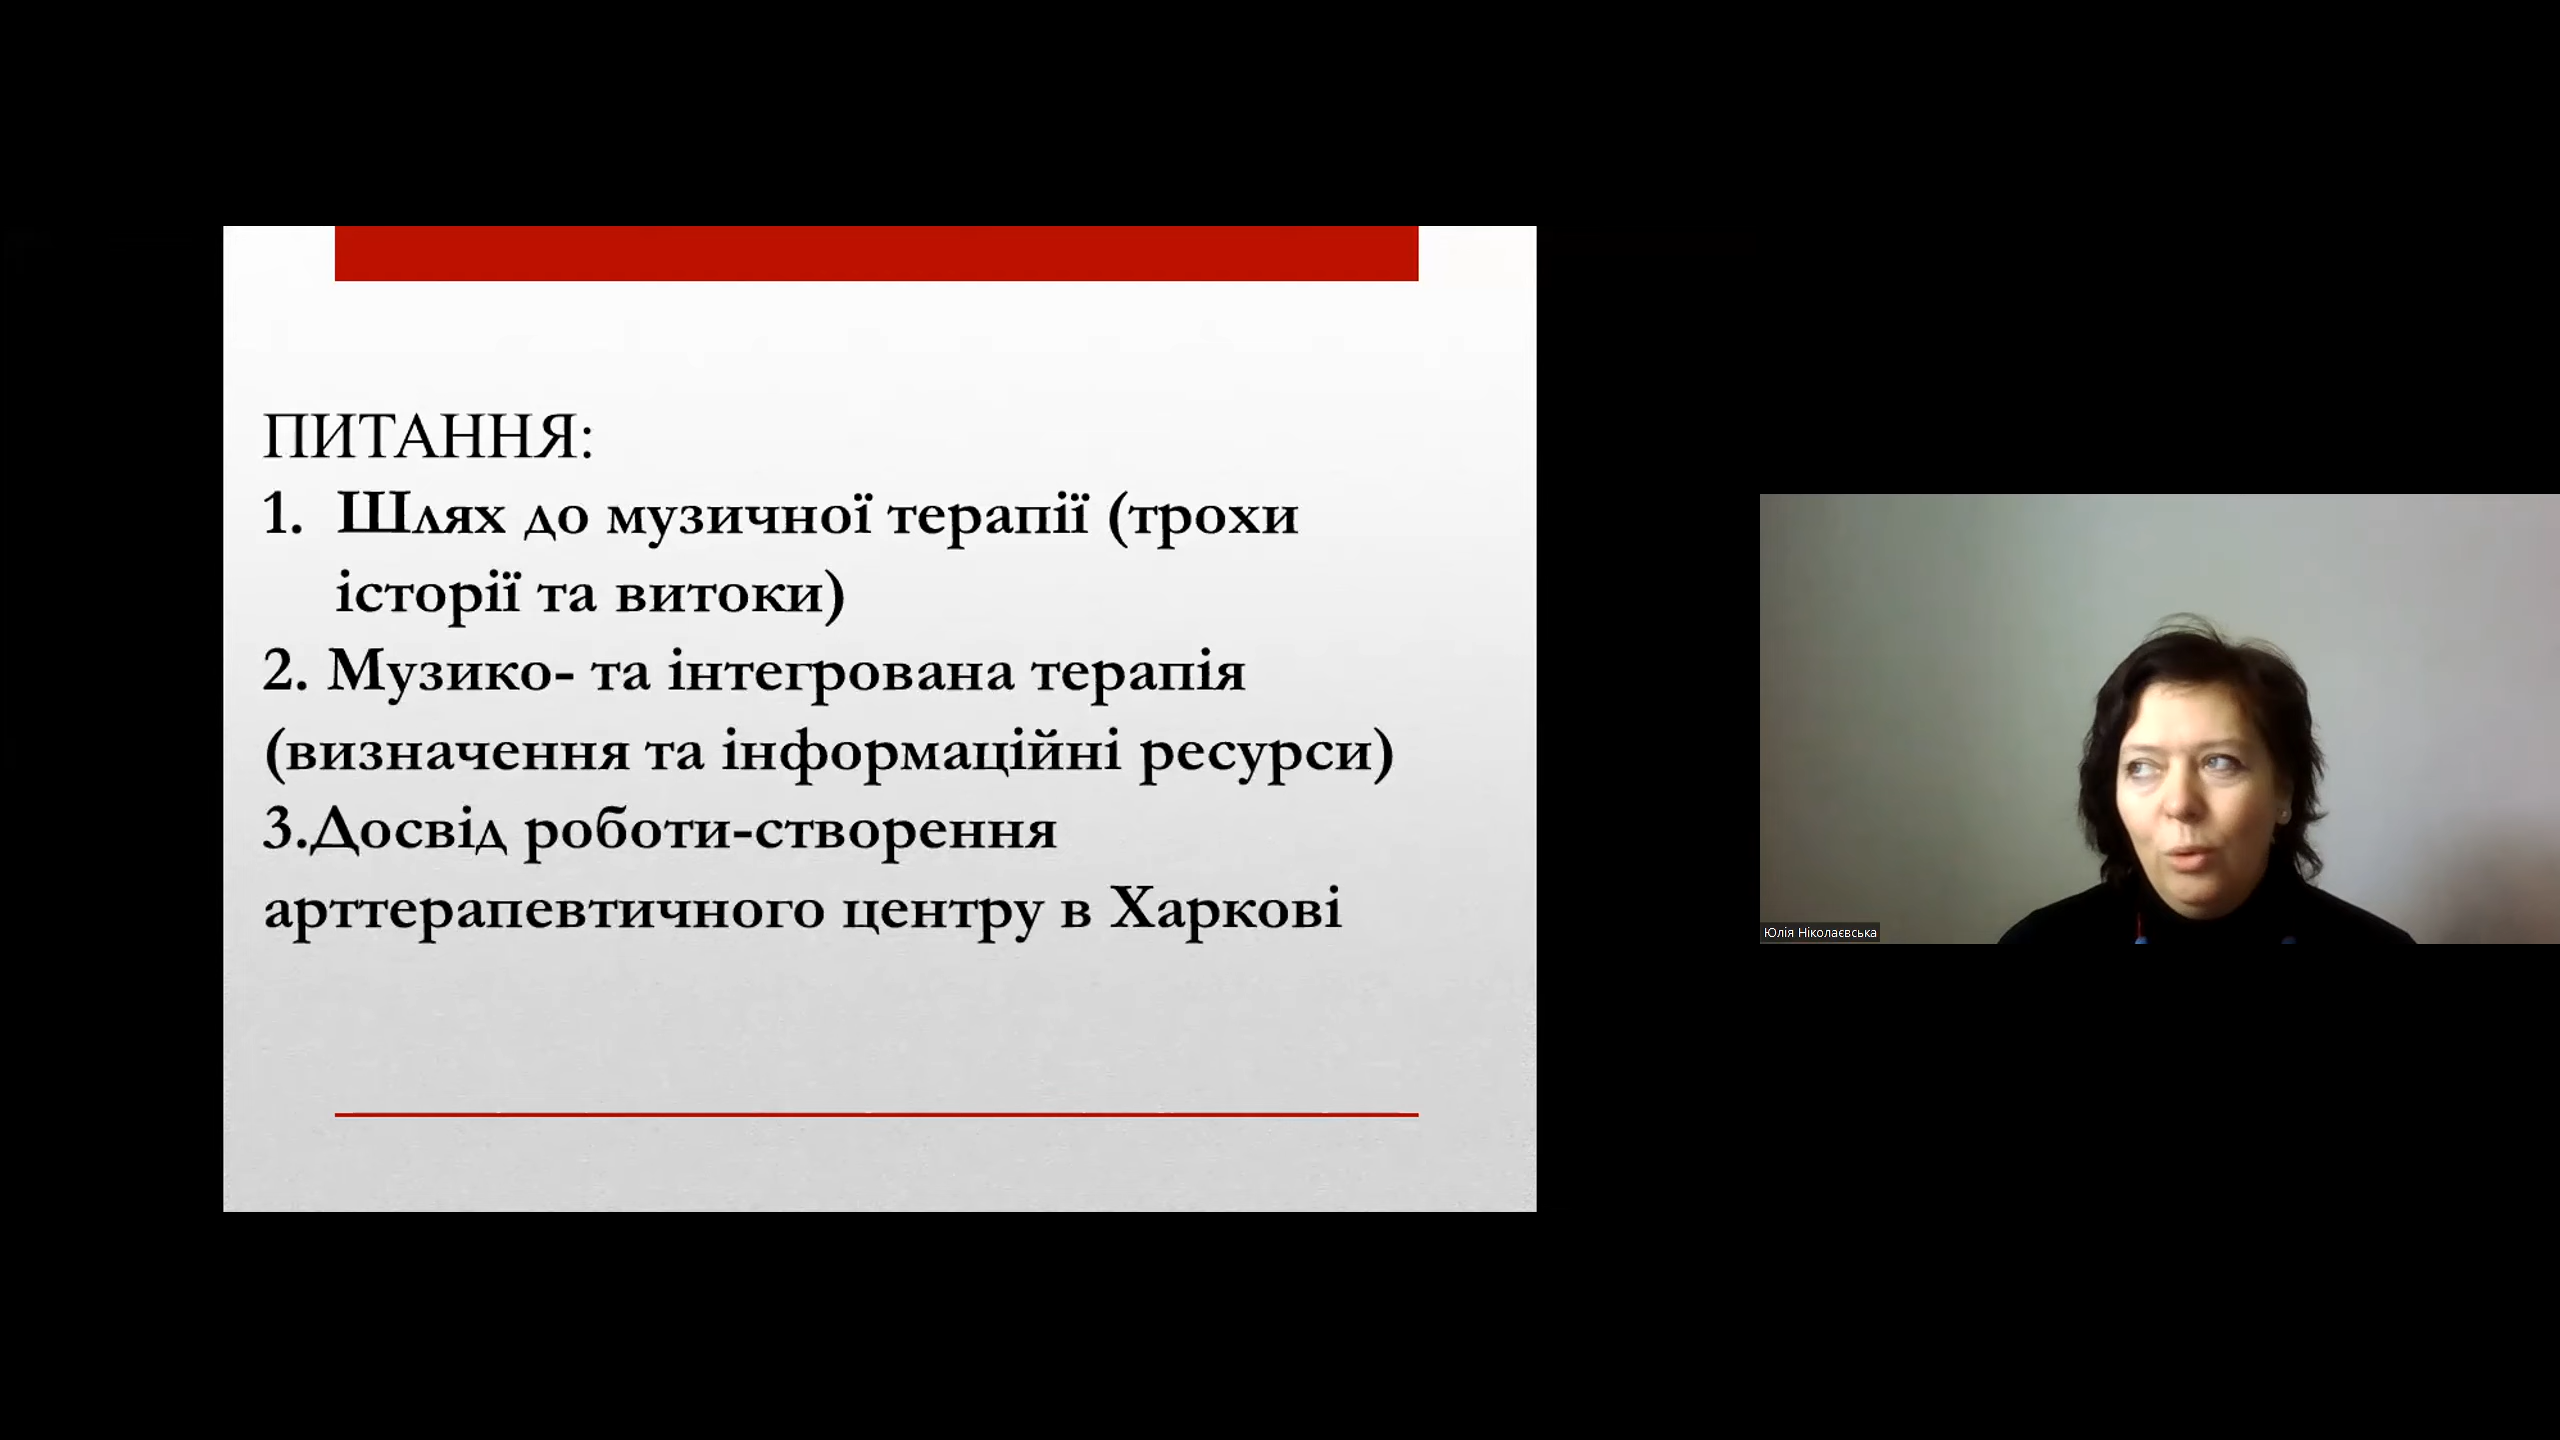 ПИТАННЯ:
1. Шлях до музичної терапії (трохи
історії та витоки)
2. Музико- та інтегрована терапія
(визначення та інформаційні ресурси)
3.Досвід роботи-створення
арттерапевтичного центру в Харкові
Юлія Ніколаєвська